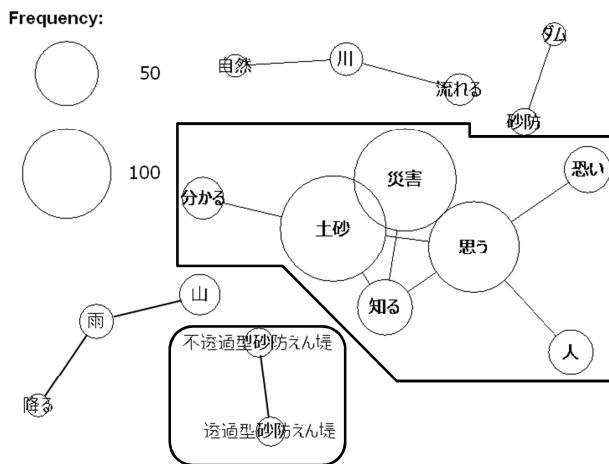 Frequency:
50
100
自然
川
流れる
ダム
砂防
分かる
土砂
災害
思う
恐い
知る
人
山
雨
降る
不透過型砂防えん堤
透過型砂防えん堤